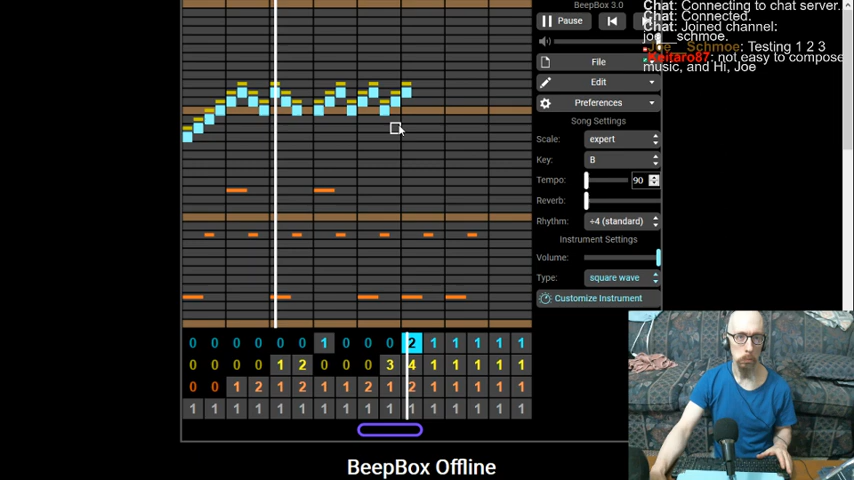 BeepBox 3.0
Pause
File
Edit
Preferences
Song Settings
Scale: expert
Key: B
Tempo: 90
Reverb:
Rhythm: ÷4 (standard)
Instrument Settings
Volume:
Type: square wave
Customize Instrument
Chat: Connecting to chat server.
Chat: Connected.
Chat: Joined channel:
joe__schmoe.
Joe__Schmoe: Testing 1 2 3
Keitaro87: not easy to compose
music, and Hi, Joe
0 0 0 0 0 0 1 0 0 0 2 1 1 1 1 1
0 0 0 0 1 2 0 0 0 3 4 1 1 1 1 1
0 0 1 2 1 2 1 1 2 1 2 1 1 1 1 1
1 1 1 1 1 1 1 1 1 1 1 1 1 1 1 1
BeepBox Offline